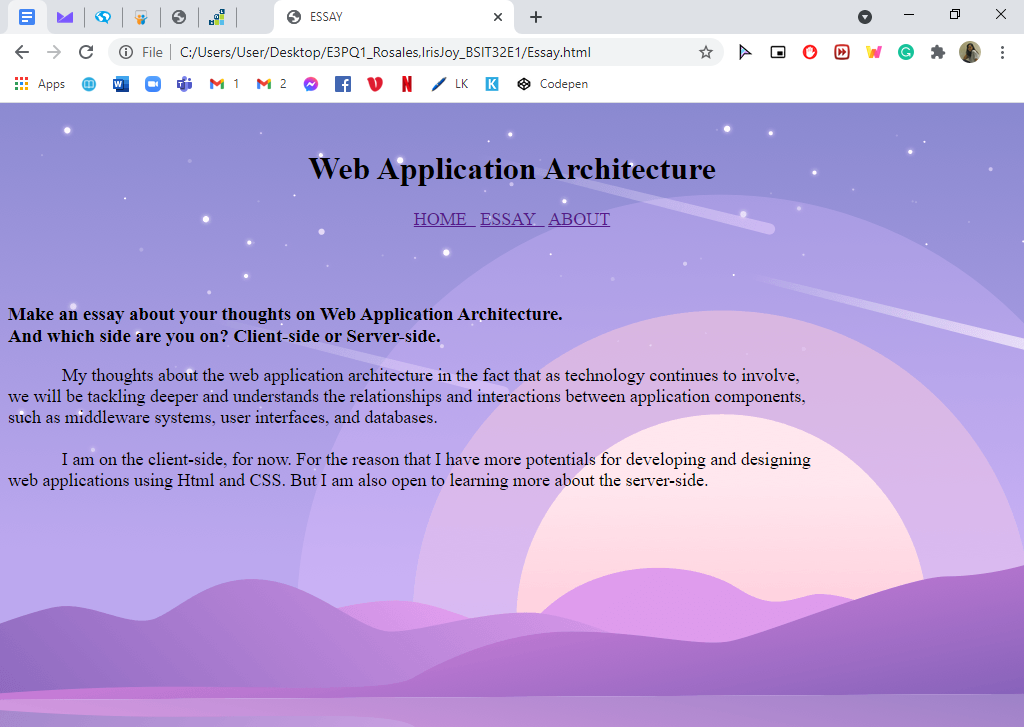 ESSAY
File C:/Users/User/Desktop/E3PQ1_Rosales,IrisJoy_BSIT32E1/Essay.html
Apps 1 2 LK Codepen
Web Application Architecture
HOME ESSAY ABOUT
Make an essay about your thoughts on Web Application Architecture.
And which side are you on? Client-side or Server-side.
My thoughts about the web application architecture in the fact that as technology continues to involve,
we will be tackling deeper and understands the relationships and interactions between application components,
such as middleware systems, user interfaces, and databases.
I am on the client-side, for now. For the reason that I have more potentials for developing and designing
web applications using Html and CSS. But I am also open to learning more about the server-side.